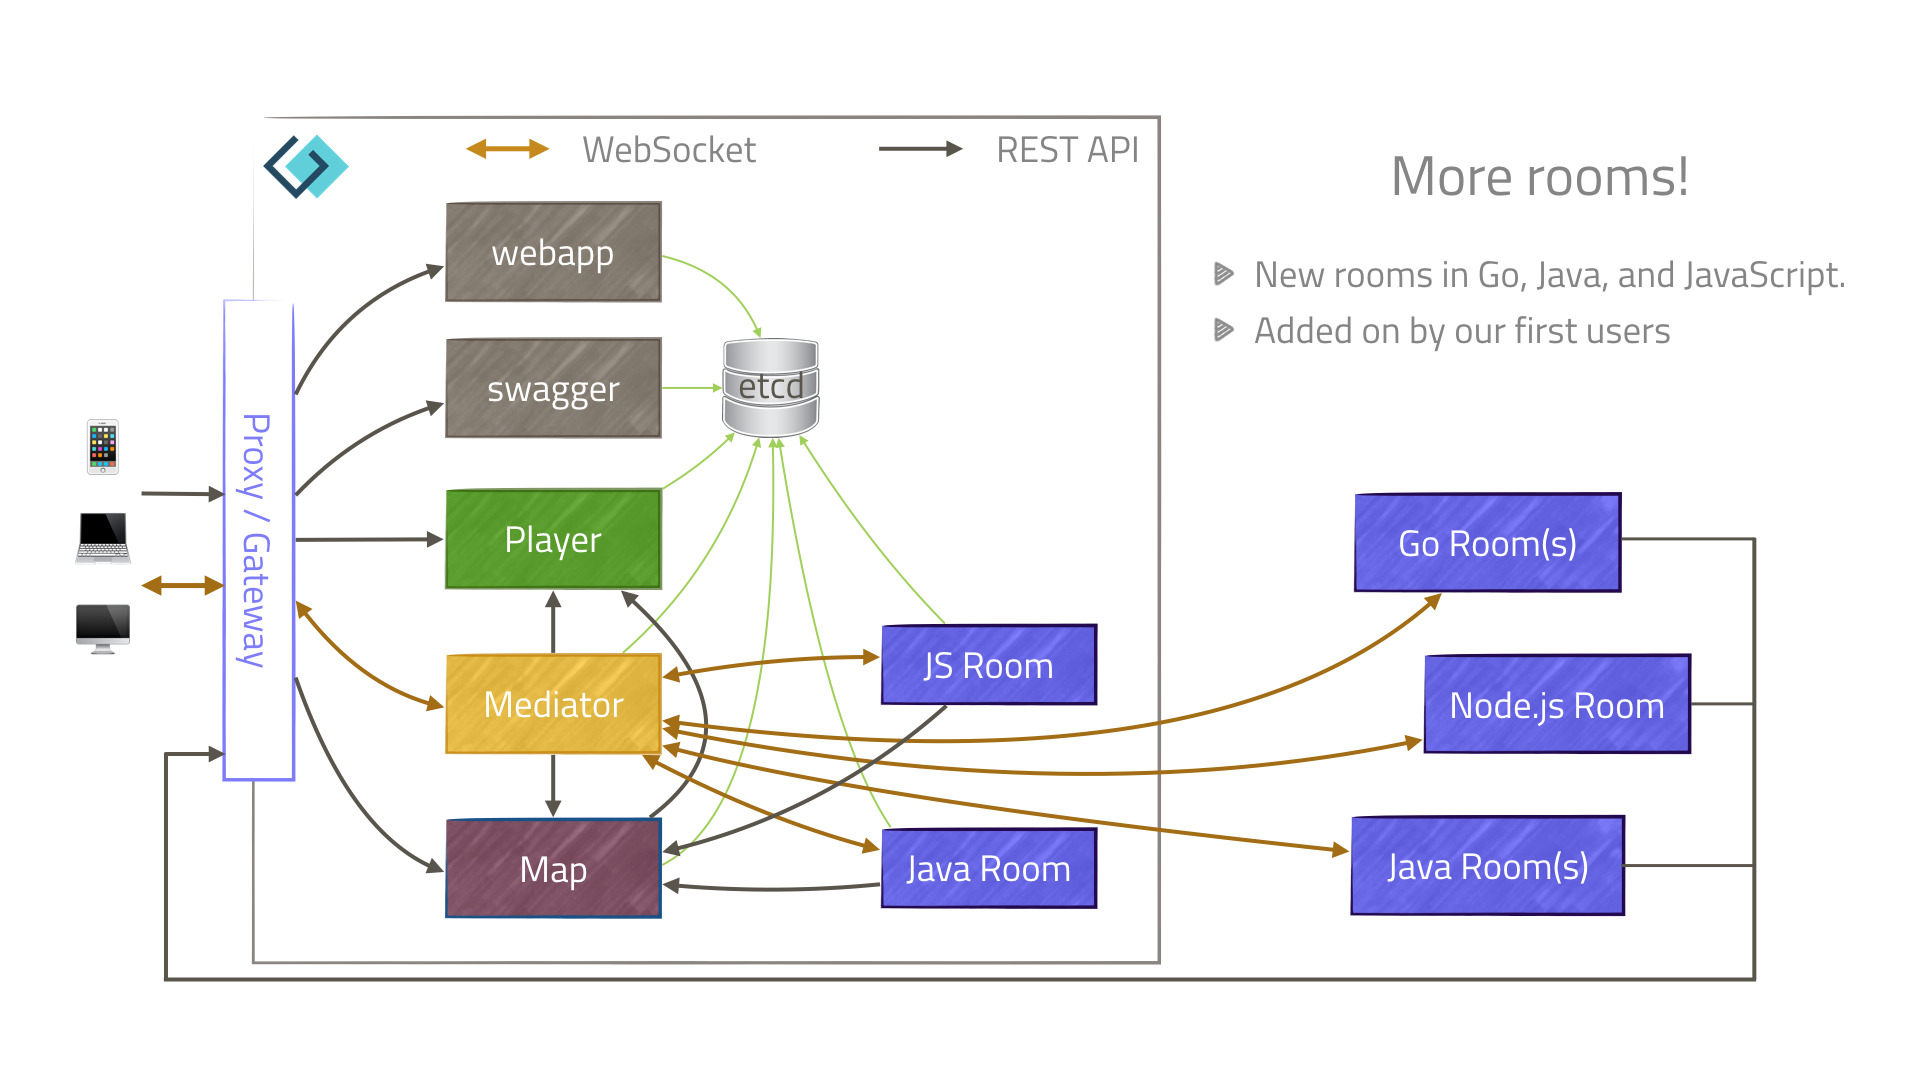 WebSocket
REST API
More rooms!
New rooms in Go, Java, and JavaScript.
Added on by our first users
webapp
swagger
etcd
Proxy / Gateway
Player
Mediator
Map
JS Room
Java Room
Go Room(s)
Node.js Room
Java Room(s)